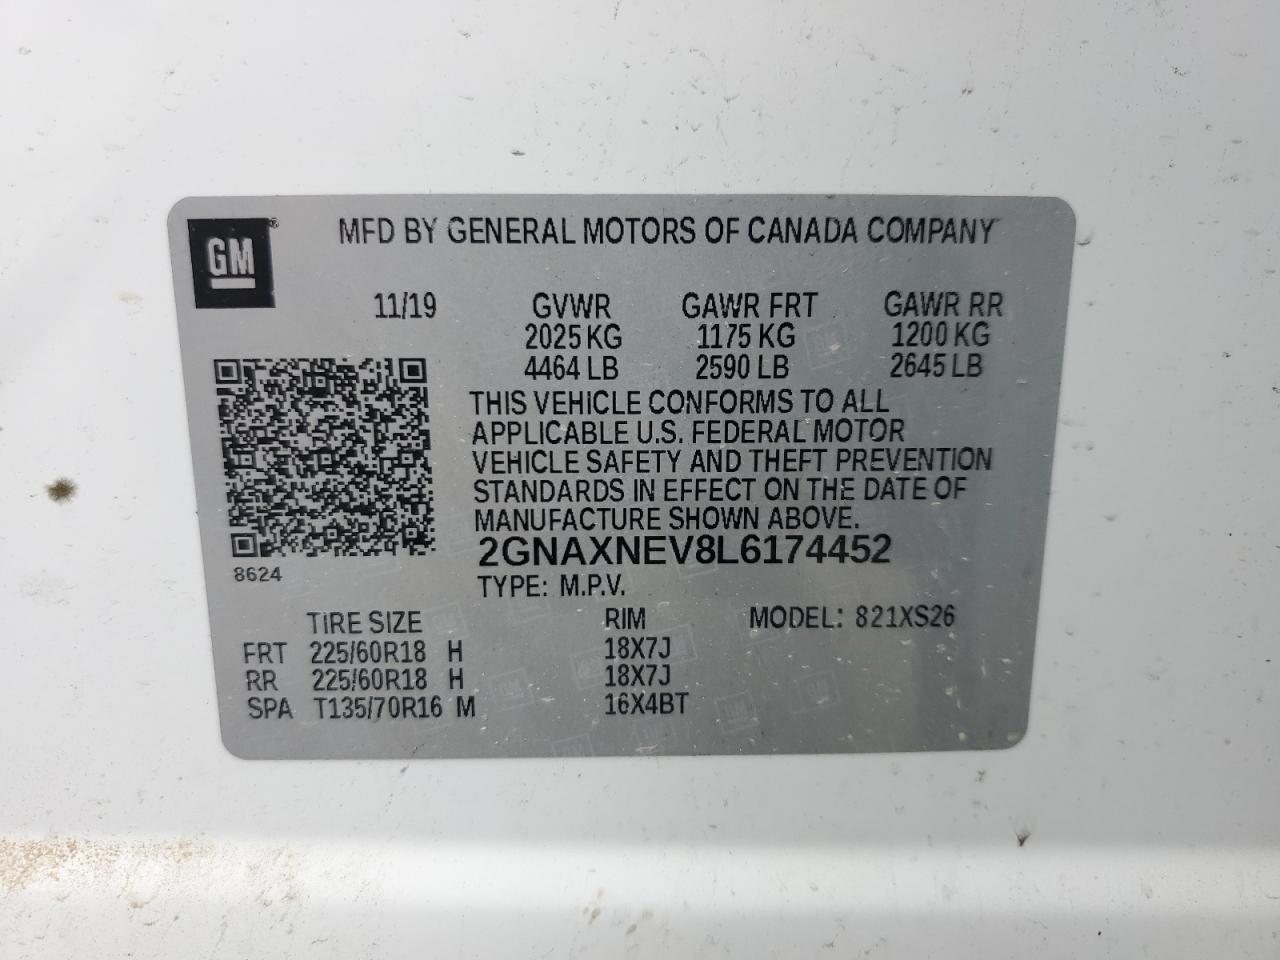 GM®
MFD BY GENERAL MOTORS OF CANADA COMPANY
11/19 GVWR GAWR FRT GAWR RR
2025 KG 1175 KG 1200 KG
4464 LB 2590 LB 2645 LB
THIS VEHICLE CONFORMS TO ALL
APPLICABLE U.S. FEDERAL MOTOR
VEHICLE SAFETY AND THEFT PREVENTION
STANDARDS IN EFFECT ON THE DATE OF
MANUFACTURE SHOWN ABOVE.
2GNAXNEV8L6174452
8624
TYPE: M.P.V.
TIRE SIZE RIM MODEL: 821XS26
FRT 225/60R18 H 18X7J
RR 225/60R18 H 18X7J
SPA T135/70R16 M 16X4BT